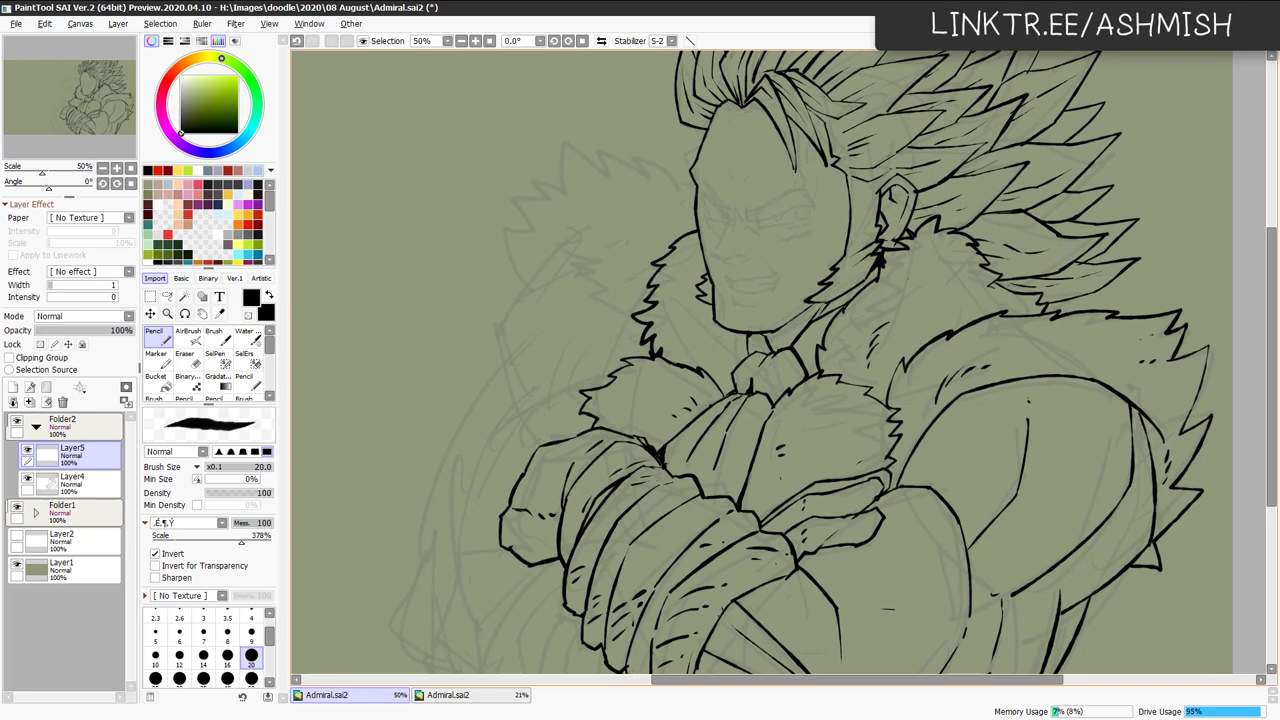 PaintTool SAI Ver.2 (64bit) Preview.2020.04.10 - H:\Images\doodle\2020\08 August\Admiral.sai2 (*)
LINKTR.EE/ASHMISH
File Edit Canvas Layer Selection Ruler Filter View Window Other
Selection 50% 0.0° Stabilizer S-2
Scale 50%
Angle 0°
Layer Effect
Paper [ No Texture ]
Intensity 0
Scale 10%
Apply to Linework
Effect [ No effect ]
Width 1
Intensity 0
Mode Normal
Opacity 100%
Lock
Clipping Group
Selection Source
Folder2
Normal
100%
Layer5
Normal
100%
Layer4
Normal
100%
Folder1
Normal
100%
Layer2
Normal
100%
Layer1
Normal
100%
Import Basic Binary Ver.1 Artistic
T
Pencil AirBrush Brush Water ...
Marker Eraser SelPen SelErs
Bucket Binary... Gradat... Pencil
Brush Pencil Pencil Brush
Normal
Brush Size x0.1 20.0
Min Size 0%
Density 100
Min Density
‚É,¶,Ý Mess. 100
Scale 378%
Invert
Invert for Transparency
Sharpen
[ No Texture ] 100
2.3 2.6 3 3.5 4
5 6 7 8 9
10 12 14 16 20
Admiral.sai2 50% Admiral.sai2 21%
Memory Usage 7% (8%) Drive Usage 95%